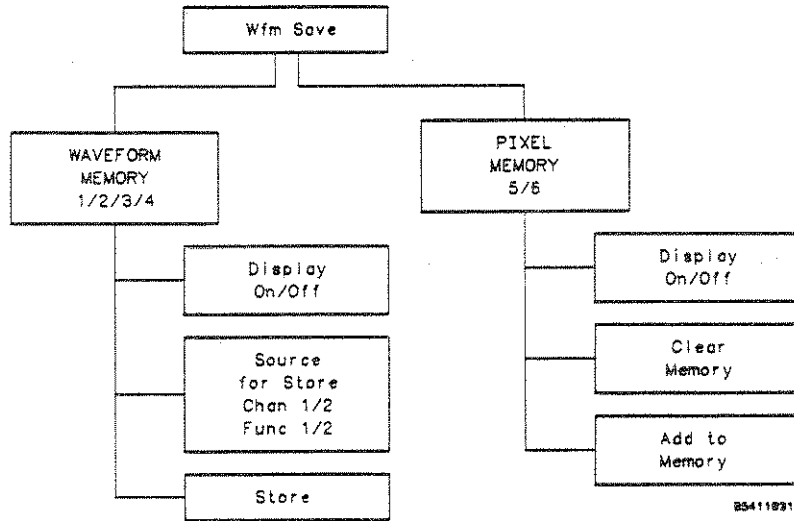 Wfm Save
WAVEFORM
MEMORY
1/2/3/4
Display
On/Off
Source
for Store
Chan 1/2
Func 1/2
Store
PIXEL
MEMORY
5/6
Display
On/Off
Clear
Memory
Add to
Memory